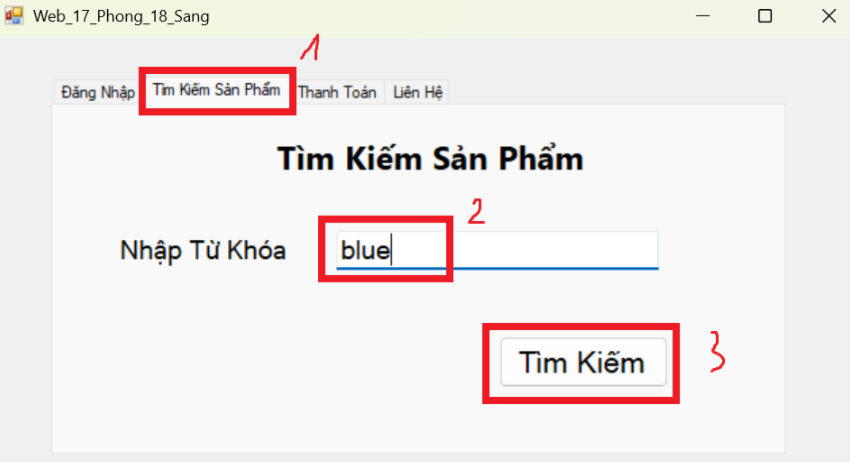 Web_17_Phong_18_Sang
1
Đăng Nhập Tìm Kiếm Sản Phẩm Thanh Toán Liên Hệ
Tìm Kiếm Sản Phẩm
2
Nhập Từ Khóa blue
Tìm Kiếm 3